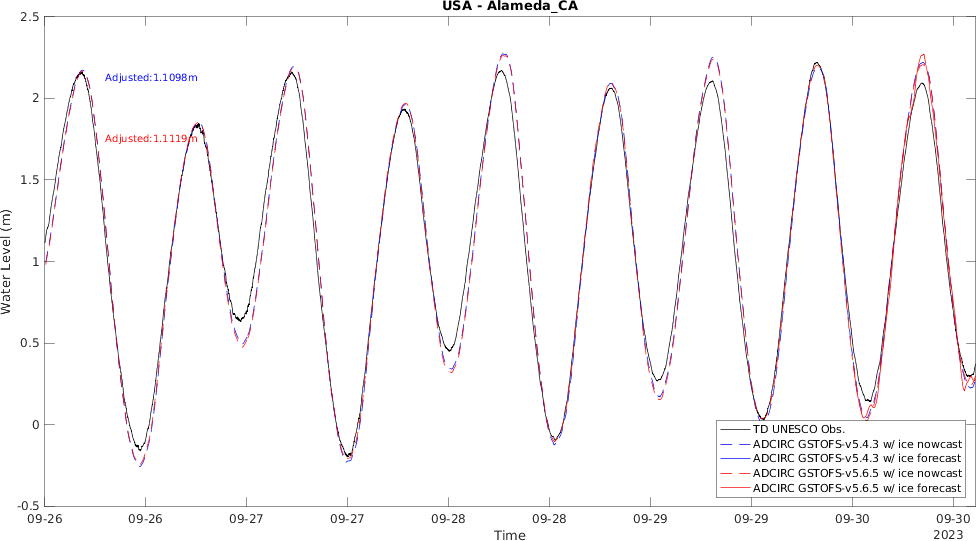 USA - Alameda_CA
2.5
2
1.5
1
0.5
0
-0.5
Water Level (m)
Adjusted:1.1098m
Adjusted:1.1119m
TD UNESCO Obs.
ADCIRC GSTOFS-v5.4.3 w/ ice nowcast
ADCIRC GSTOFS-v5.4.3 w/ ice forecast
ADCIRC GSTOFS-v5.6.5 w/ ice nowcast
ADCIRC GSTOFS-v5.6.5 w/ ice forecast
09-26 09-26 09-27 09-27 09-28 09-28 09-29 09-29 09-30 09-30
2023
Time